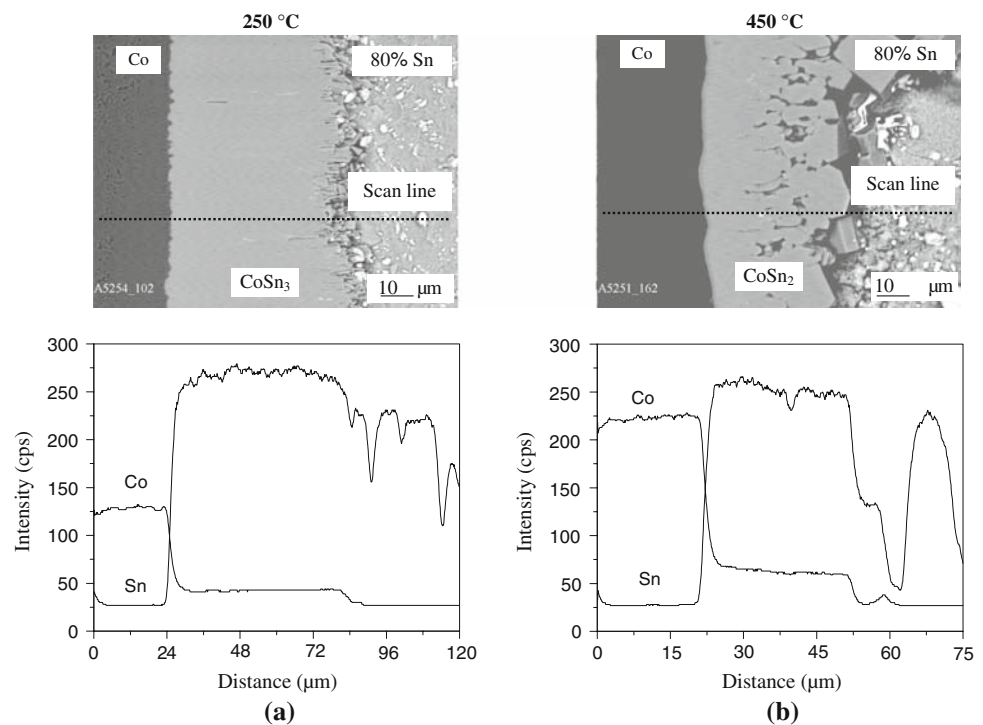 250 °C
450 °C
Co
80% Sn
Scan line
CoSn3
10 μm
A5254_102
Co
80% Sn
Scan line
CoSn2
10 μm
A5251_162
300
250
200
150
100
50
0
Intensity (cps)
Co
Sn
0 24 48 72 96 120
Distance (μm)
(a)
300
250
200
150
100
50
0
Intensity (cps)
Co
Sn
0 15 30 45 60 75
Distance (μm)
(b)